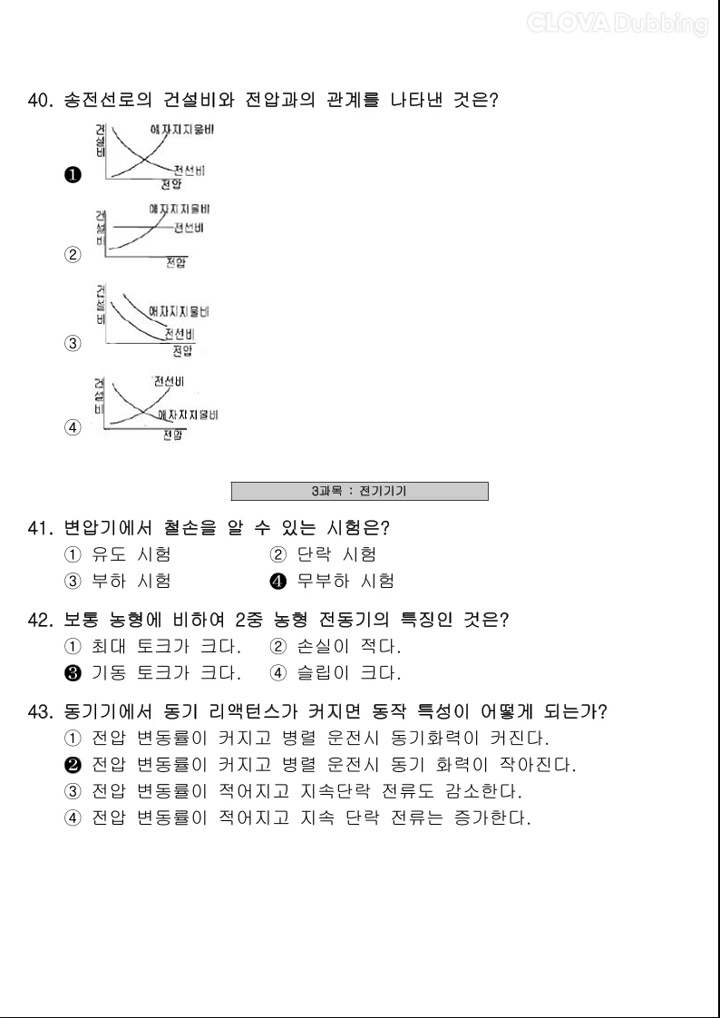 CLOVA Dubbing
40. 송전선로의 건설비와 전압과의 관계를 나타낸 것은?
건설비
애자지지물비
❶
전선비
전압
애자지지물비
건설비
전선비
②
전압
건설비
애자지지물비
전선비
③
전압
전선비
건설비
애자지지물비
④
전압
3과목 : 전기기기
41. 변압기에서 철손을 알 수 있는 시험은?
① 유도 시험 ② 단락 시험
③ 부하 시험 ❹ 무부하 시험
42. 보통 농형에 비하여 2중 농형 전동기의 특징인 것은?
① 최대 토크가 크다. ② 손실이 적다.
❸ 기동 토크가 크다. ④ 슬립이 크다.
43. 동기기에서 동기 리액턴스가 커지면 동작 특성이 어떻게 되는가?
① 전압 변동률이 커지고 병렬 운전시 동기화력이 커진다.
❷ 전압 변동률이 커지고 병렬 운전시 동기 화력이 작아진다.
③ 전압 변동률이 적어지고 지속단락 전류도 감소한다.
④ 전압 변동률이 적어지고 지속 단락 전류는 증가한다.